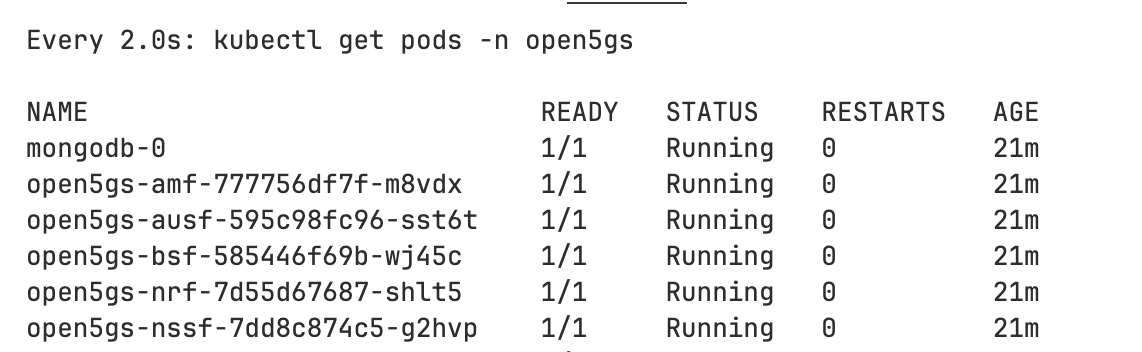 Every 2.0s: kubectl get pods -n open5gs
NAME READY STATUS RESTARTS AGE
mongodb-0 1/1 Running 0 21m
open5gs-amf-777756df7f-m8vdx 1/1 Running 0 21m
open5gs-ausf-595c98fc96-sst6t 1/1 Running 0 21m
open5gs-bsf-585446f69b-wj45c 1/1 Running 0 21m
open5gs-nrf-7d55d67687-shlt5 1/1 Running 0 21m
open5gs-nssf-7dd8c874c5-g2hvp 1/1 Running 0 21m